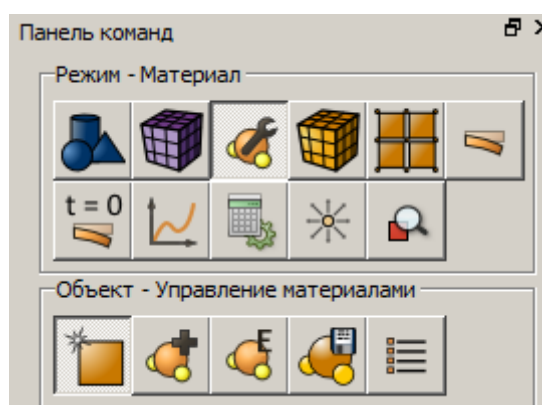 Панель команд
Режим - Материал
t = 0
Объект - Управление материалами
E